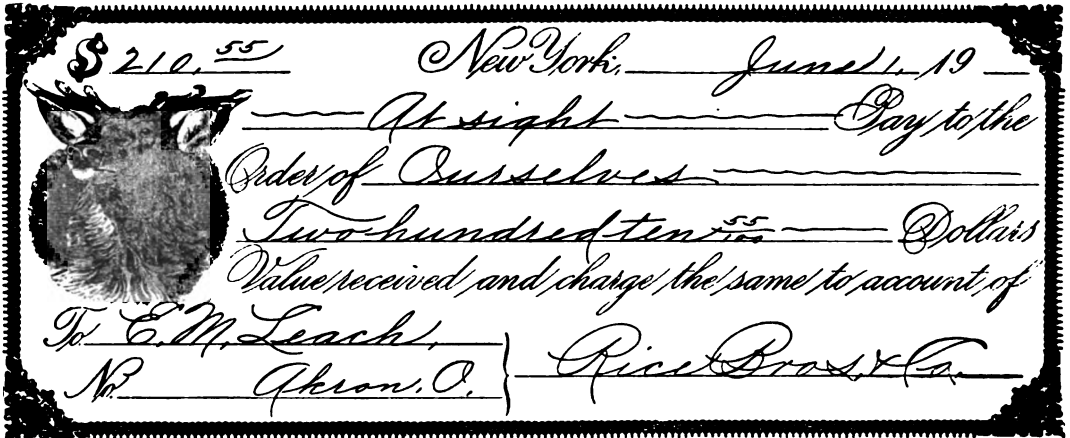 $ 210.55 New York, June 1, 19
At sight Pay to the
Order of Ourselves
Two hundred ten 55/100 Dollars
Value received and charge the same to account of
To E. M. Leach,
No. Akron, O. Rice Bros. & Co.